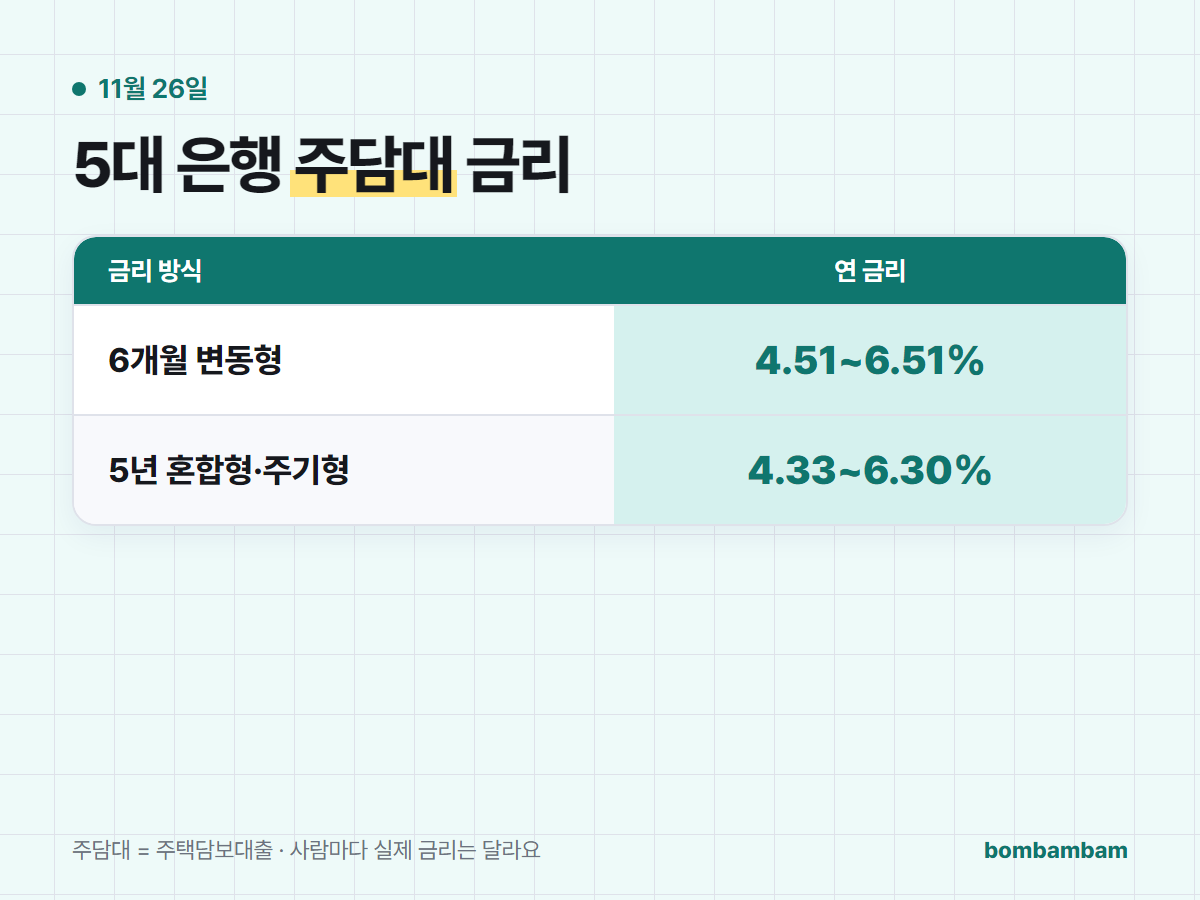 11월 26일
5대 은행 주담대 금리
금리 방식 연 금리
6개월 변동형 4.51~6.51%
5년 혼합형·주기형 4.33~6.30%
주담대 = 주택담보대출 · 사람마다 실제 금리는 달라요
bombambam